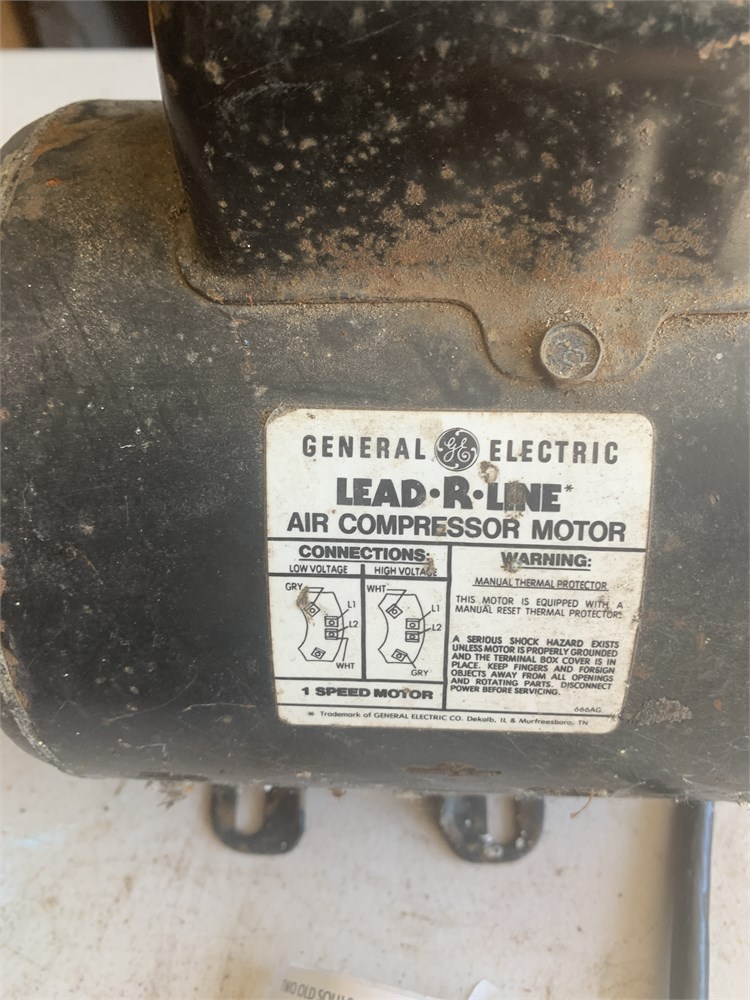 GENERAL GE ELECTRIC
LEAD·R·LINE*
AIR COMPRESSOR MOTOR
CONNECTIONS:
LOW VOLTAGE HIGH VOLTAGE
GRY
L1
L2
WHT
WHT
L1
L2
GRY
1 SPEED MOTOR
WARNING:
MANUAL THERMAL PROTECTOR
THIS MOTOR IS EQUIPPED WITH A
MANUAL RESET THERMAL PROTECTOR.
A SERIOUS SHOCK HAZARD EXISTS
UNLESS MOTOR IS PROPERLY GROUNDED
AND THE TERMINAL BOX COVER IS IN
PLACE. KEEP FINGERS AND FOREIGN
OBJECTS AWAY FROM ALL OPENINGS
AND ROTATING PARTS. DISCONNECT
POWER BEFORE SERVICING.
666AG
* Trademark of GENERAL ELECTRIC CO. Dekalb, IL & Murfreesboro, TN